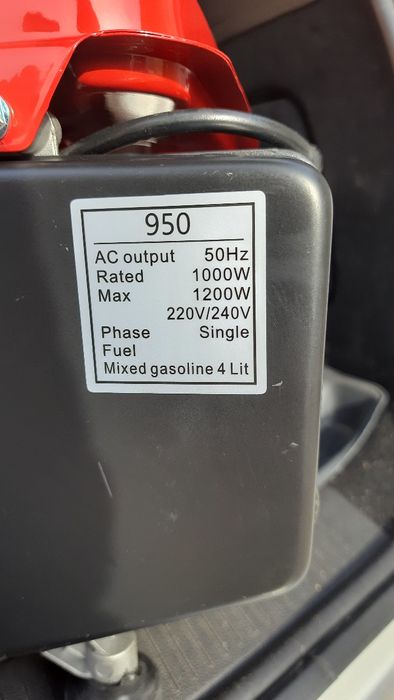 950
AC output 50Hz
Rated 1000W
Max 1200W
220V/240V
Phase Single
Fuel
Mixed gasoline 4 Lit